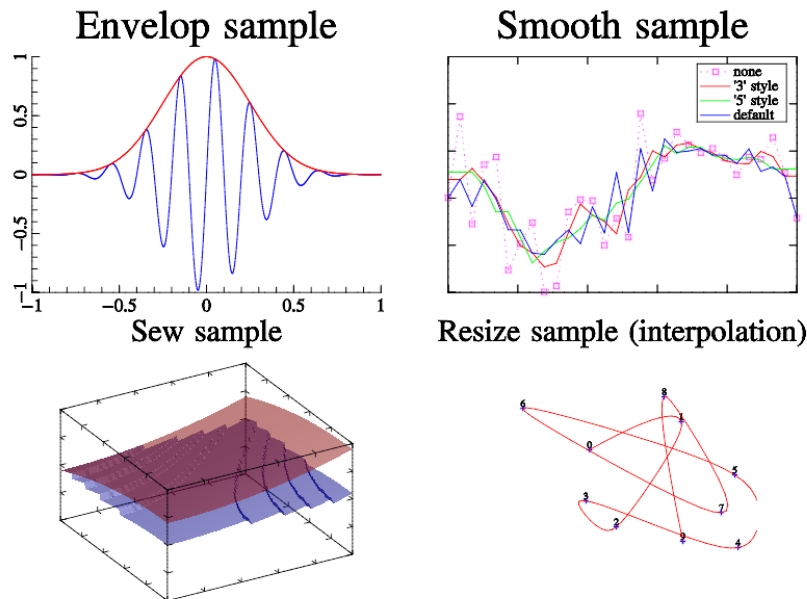 Envelop sample
Smooth sample
1
0.5
0
−0.5
−1
−1 −0.5 0 0.5 1
none
'3' style
'5' style
default
Sew sample
Resize sample (interpolation)
8
6
1
0
5
3
7
2
9
4